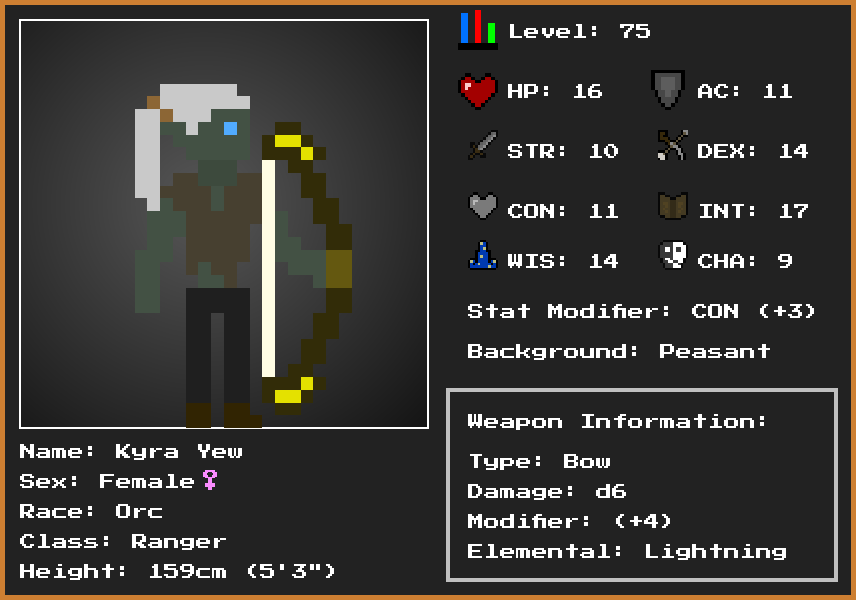 Level: 75
HP: 16
AC: 11
STR: 10
DEX: 14
CON: 11
INT: 17
WIS: 14
CHA: 9
Stat Modifier: CON (+3)
Background: Peasant
Weapon Information:
Type: Bow
Damage: d6
Modifier: (+4)
Elemental: Lightning
Name: Kyra Yew
Sex: Female♀
Race: Orc
Class: Ranger
Height: 159cm (5'3")